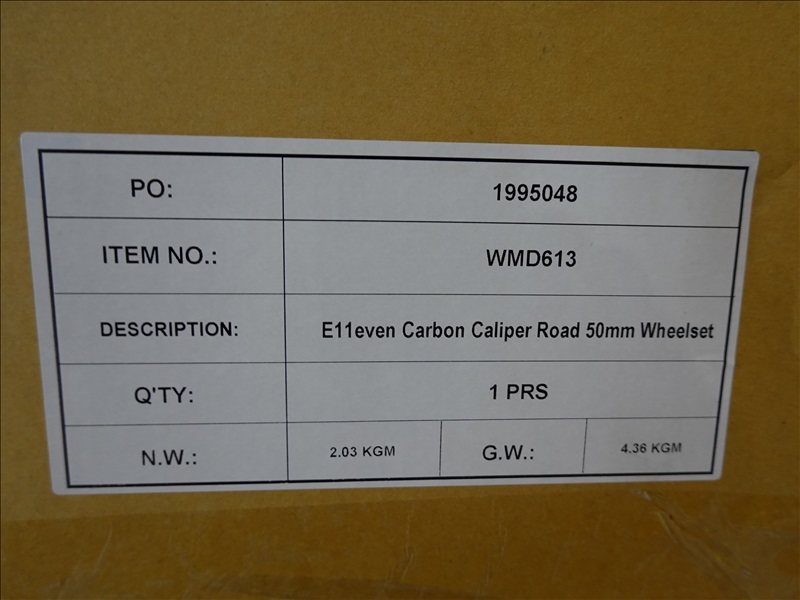 PO: 1995048
ITEM NO.: WMD613
DESCRIPTION: E11even Carbon Caliper Road 50mm Wheelset
Q'TY: 1 PRS
N.W.: 2.03 KGM G.W.: 4.36 KGM